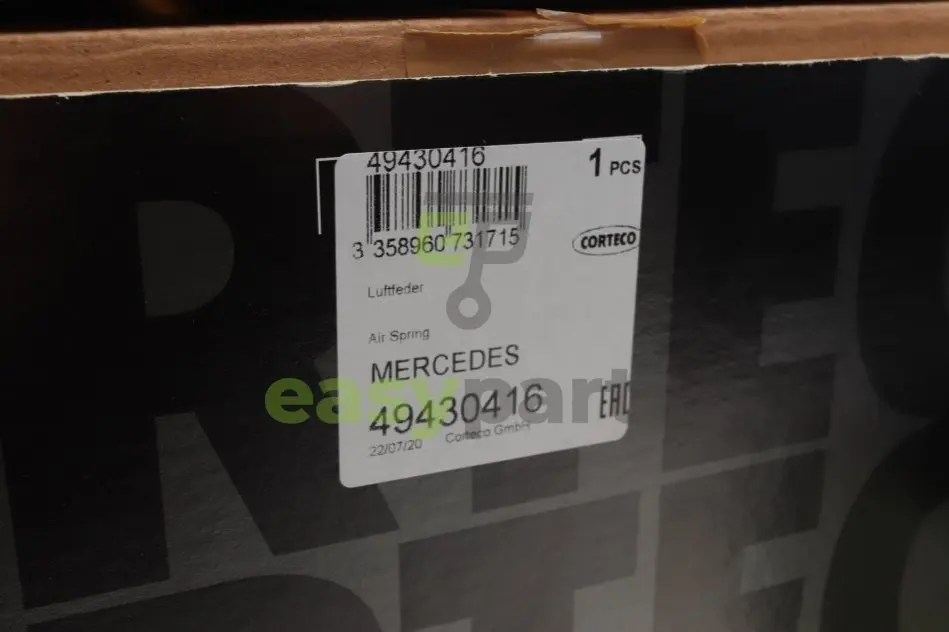 49430416
1 PCS
3 358960 731715
CORTECO
Luftfeder
Air Spring
MERCEDES
easypart
49430416
EAC
22/07/20 Corteco GmbH